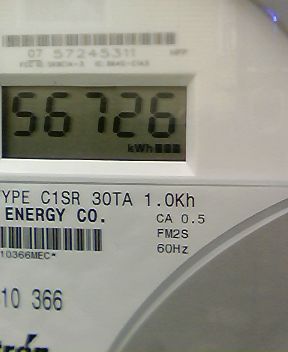 07 57245311
56726
kWh
TYPE C1SR 30TA 1.0Kh
ENERGY CO.
CA 0.5
FM2S
60Hz
10366MEC*
10 366